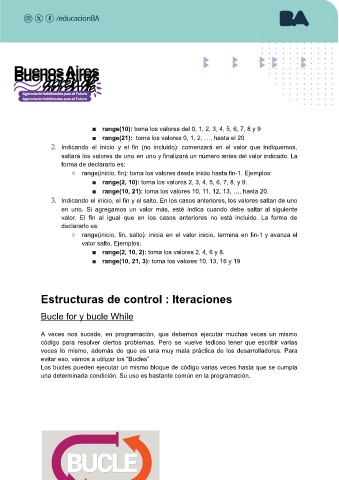 /educacionBA
BA
Buenos Aires
aprende
Agencia de Habilidades para el Futuro
Agencia de Habilidades para el Futuro
■ range(10): toma los valores del 0, 1, 2, 3, 4, 5, 6, 7, 8 y 9
■ range(21): toma los valores 0, 1, 2, ..., hasta el 20
2. Indicando el inicio y el fin (no incluido): comenzará en el valor que indiquemos,
saltará los valores de uno en uno y finalizará un número antes del valor indicado. La
forma de declararlo es:
○ range(inicio, fin): toma los valores desde inicio hasta fin-1. Ejemplos:
■ range(2, 10): toma los valores 2, 3, 4, 5, 6, 7, 8, y 9.
■ range(10, 21): toma los valores 10, 11, 12, 13, ..., hasta 20.
3. Indicando el inicio, el fin y el salto. En los casos anteriores, los valores saltan de uno
en uno. Si agregamos un valor más, esté indica cuando debe saltar al siguiente
valor. El fin al igual que en los casos anteriores no está incluido. La forma de
declararlo es:
○ range(inicio, fin, salto): inicia en el valor inicio, termina en fin-1 y avanza el
valor salto. Ejemplos:
■ range(2, 10, 2): toma los valores 2, 4, 6 y 8.
■ range(10, 21, 3): toma los valores 10, 13, 16 y 19
Estructuras de control : Iteraciones
Bucle for y bucle While
A veces nos sucede, en programación, que debemos ejecutar muchas veces un mismo
código para resolver ciertos problemas. Pero se vuelve tedioso tener que escribir varias
veces lo mismo, además do que es una muy mala práctica de los desarrolladores. Para
evitar eso, vamos a utilizar los "Bucles"
Los bucles pueden ejecutar un mismo bloque de código varias veces hasta que se cumpla
una determinada condición. Su uso es bastante común en la programación.
BUCLE